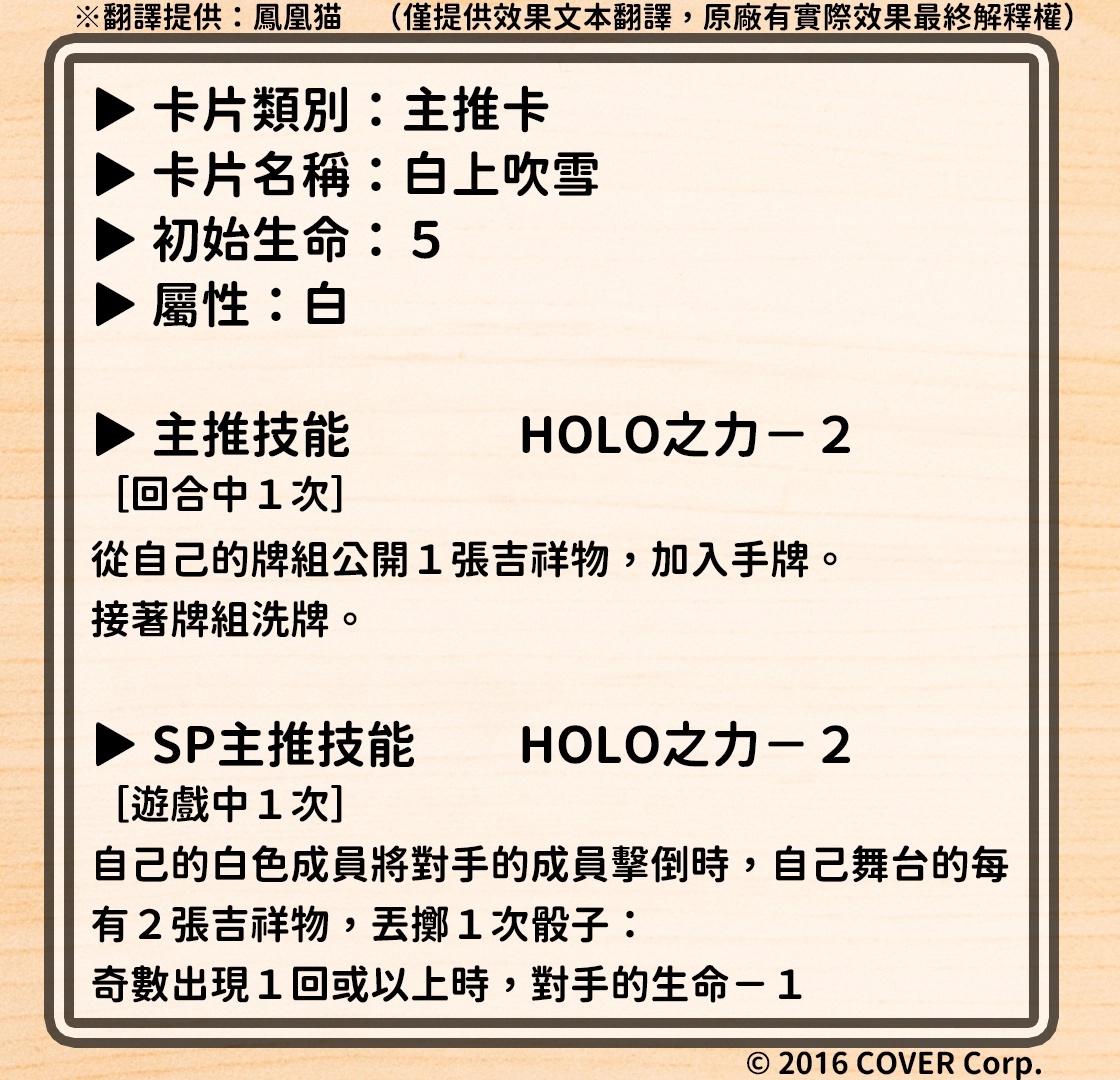 ※翻譯提供：鳳凰猫　（僅提供效果文本翻譯，原廠有實際效果最終解釋權）
▶ 卡片類別：主推卡
▶ 卡片名稱：白上吹雪
▶ 初始生命：５
▶ 屬性：白
▶ 主推技能　HOLO之力－２
［回合中１次］
從自己的牌組公開１張吉祥物，加入手牌。
接著牌組洗牌。
▶ SP主推技能　HOLO之力－２
［遊戲中１次］
自己的白色成員將對手的成員擊倒時，自己舞台的每
有２張吉祥物，丟擲１次骰子：
奇數出現１回或以上時，對手的生命－１
© 2016 COVER Corp.